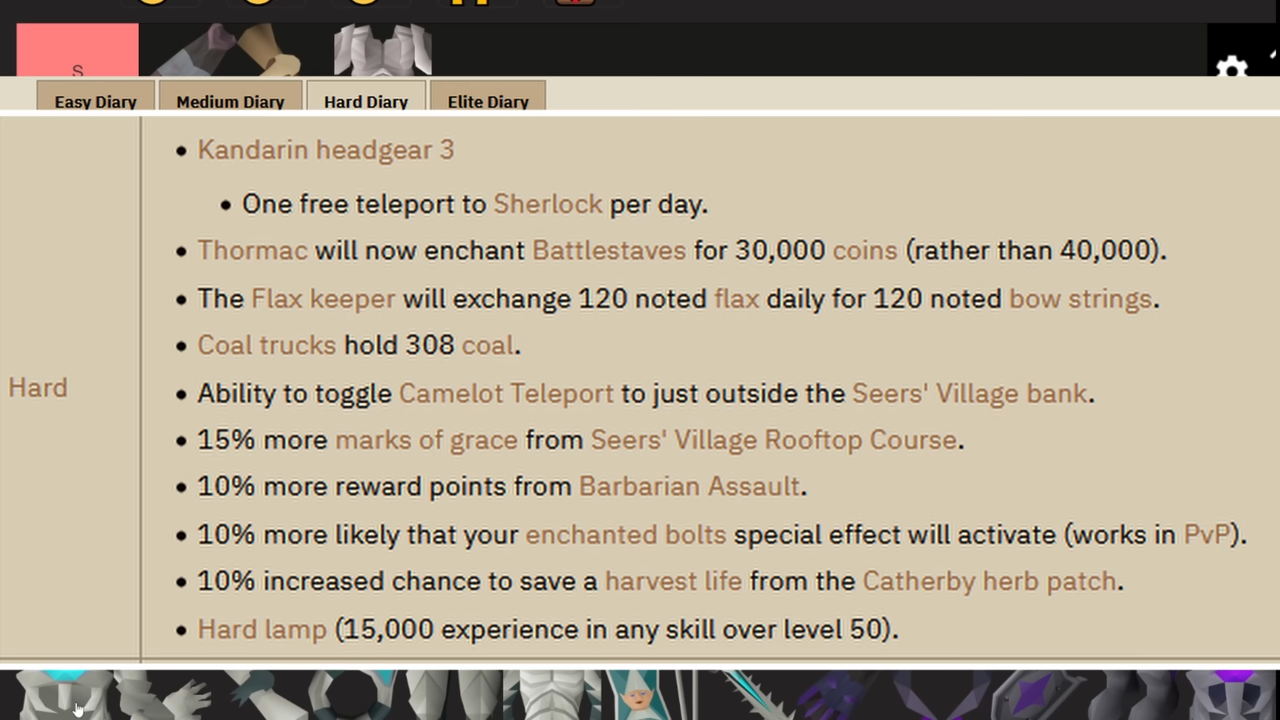 S
Easy Diary Medium Diary Hard Diary Elite Diary
Kandarin headgear 3
One free teleport to Sherlock per day.
Thormac will now enchant Battlestaves for 30,000 coins (rather than 40,000).
The Flax keeper will exchange 120 noted flax daily for 120 noted bow strings.
Coal trucks hold 308 coal.
Hard
Ability to toggle Camelot Teleport to just outside the Seers' Village bank.
15% more marks of grace from Seers' Village Rooftop Course.
10% more reward points from Barbarian Assault.
10% more likely that your enchanted bolts special effect will activate (works in PvP).
10% increased chance to save a harvest life from the Catherby herb patch.
Hard lamp (15,000 experience in any skill over level 50).